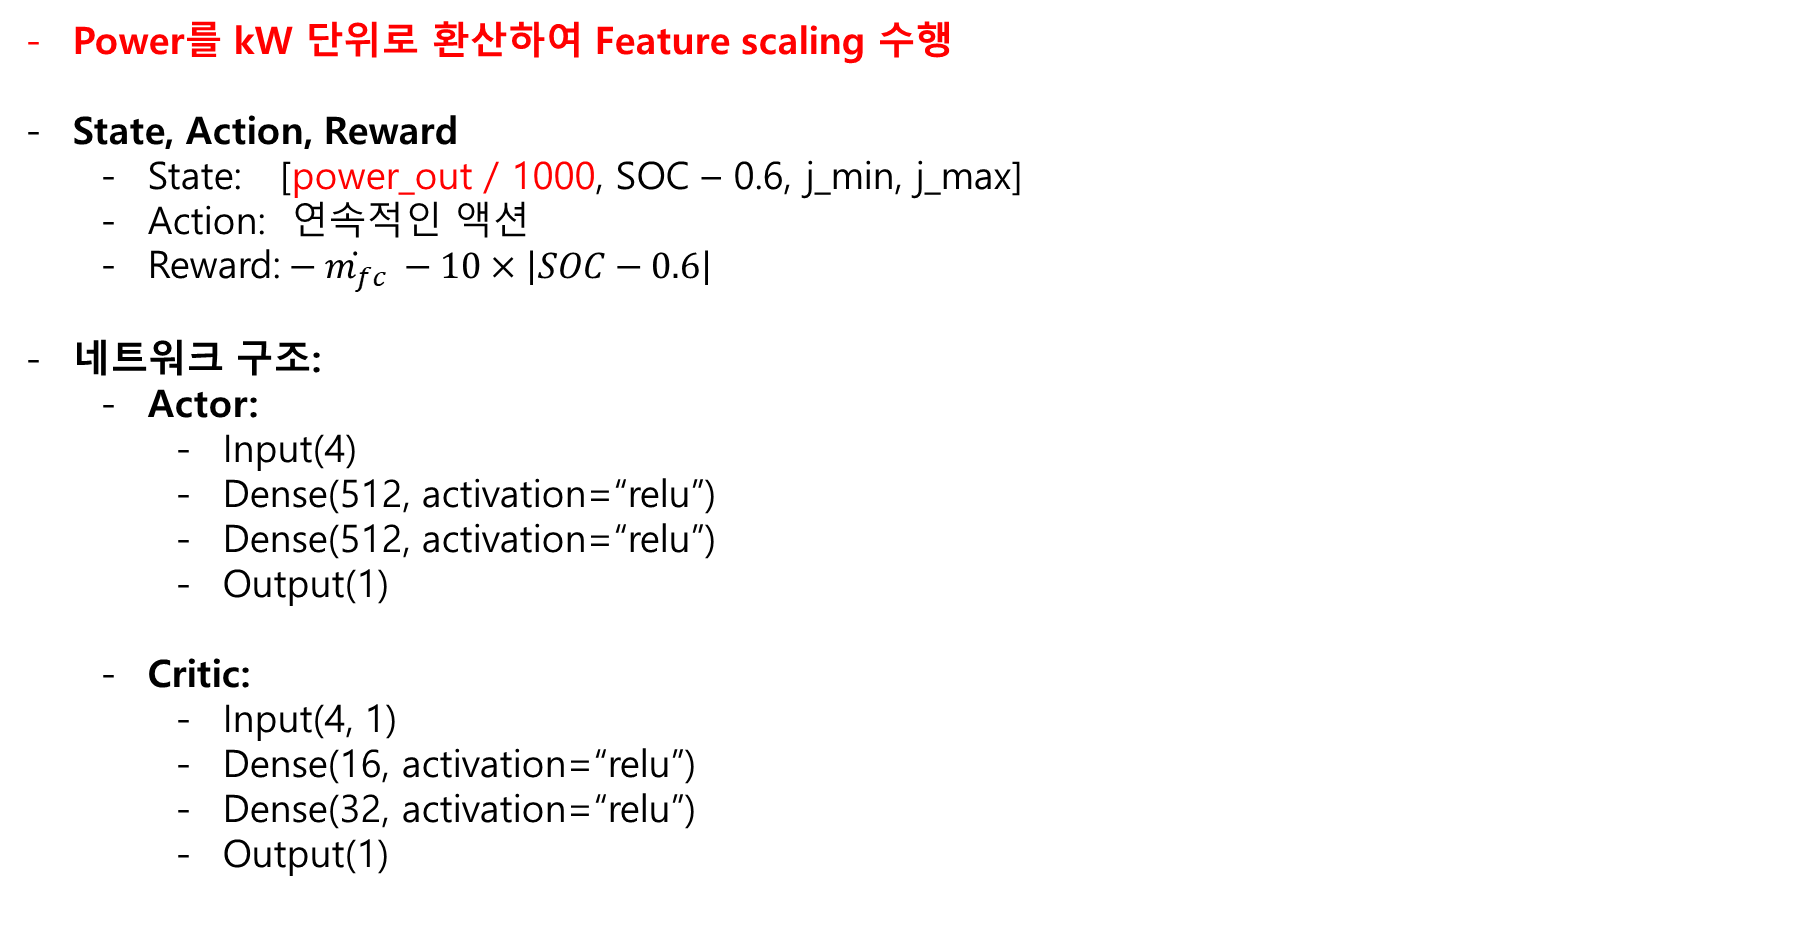 - Power를 kW 단위로 환산하여 Feature scaling 수행
- State, Action, Reward
- State: [power_out / 1000, SOC – 0.6, j_min, j_max]
- Action: 연속적인 액션
- Reward: − ṁ_fc − 10 × |SOC − 0.6|
- 네트워크 구조:
- Actor:
- Input(4)
- Dense(512, activation=“relu”)
- Dense(512, activation=“relu”)
- Output(1)
- Critic:
- Input(4, 1)
- Dense(16, activation=“relu”)
- Dense(32, activation=“relu”)
- Output(1)